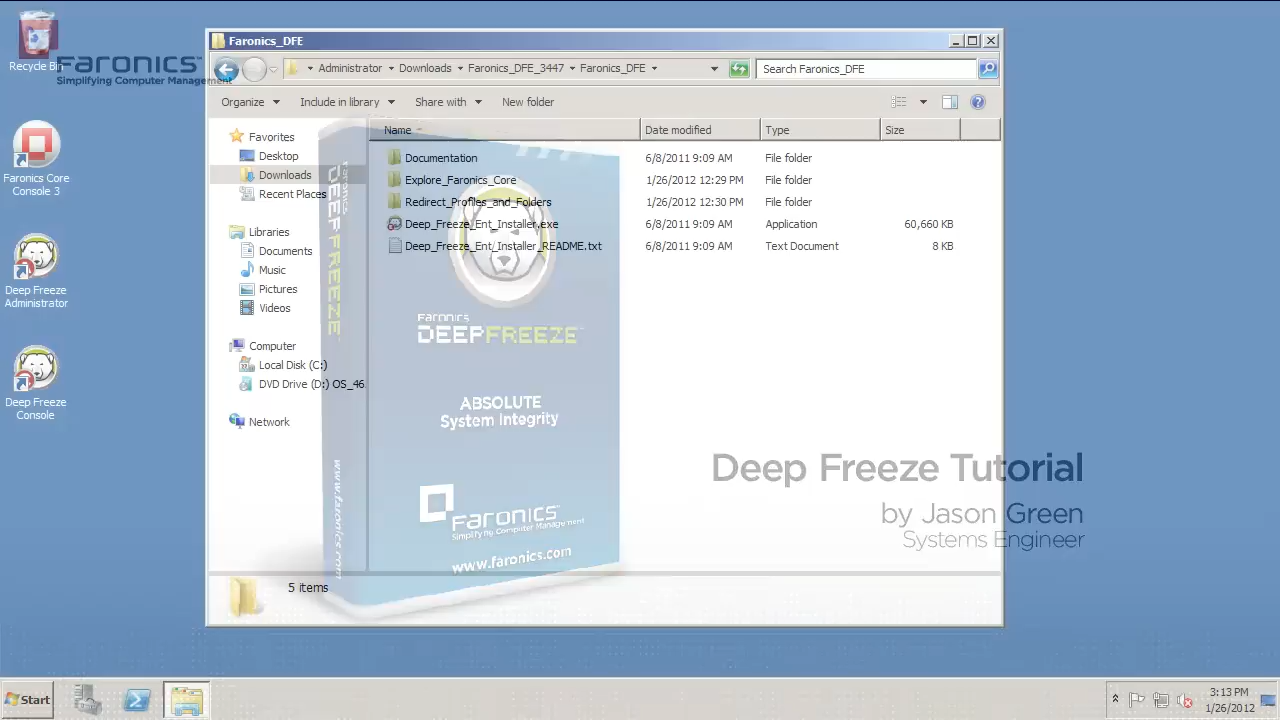 Recycle Bin
FARONICS™
Simplifying Computer Management
Faronics Core
Console 3
Deep Freeze
Administrator
Deep Freeze
Console
Faronics_DFE
Administrator
Downloads
Faronics_DFE_3447
Faronics_DFE
Search Faronics_DFE
Organize
Include in library
Share with
New folder
Favorites
Desktop
Downloads
Recent Places
Libraries
Documents
Music
Pictures
Videos
Computer
Local Disk (C:)
DVD Drive (D:) OS_46
Network
Name
Date modified
Type
Size
Documentation 6/8/2011 9:09 AM File folder
Explore_Faronics_Core 1/26/2012 12:29 PM File folder
Redirect_Profiles_and_Folders 1/26/2012 12:30 PM File folder
Deep_Freeze_Ent_Installer.exe 6/8/2011 9:09 AM Application 60,660 KB
Deep_Freeze_Ent_Installer_README.txt 6/8/2011 9:09 AM Text Document 8 KB
Faronics
DEEPFREEZE
www.faronics.com
Faronics
DEEPFREEZE™
ABSOLUTE
System Integrity
FARONICS™
Simplifying Computer Management
www.faronics.com
Deep Freeze Tutorial
by Jason Green
Systems Engineer
5 items
Start
3:13 PM
1/26/2012